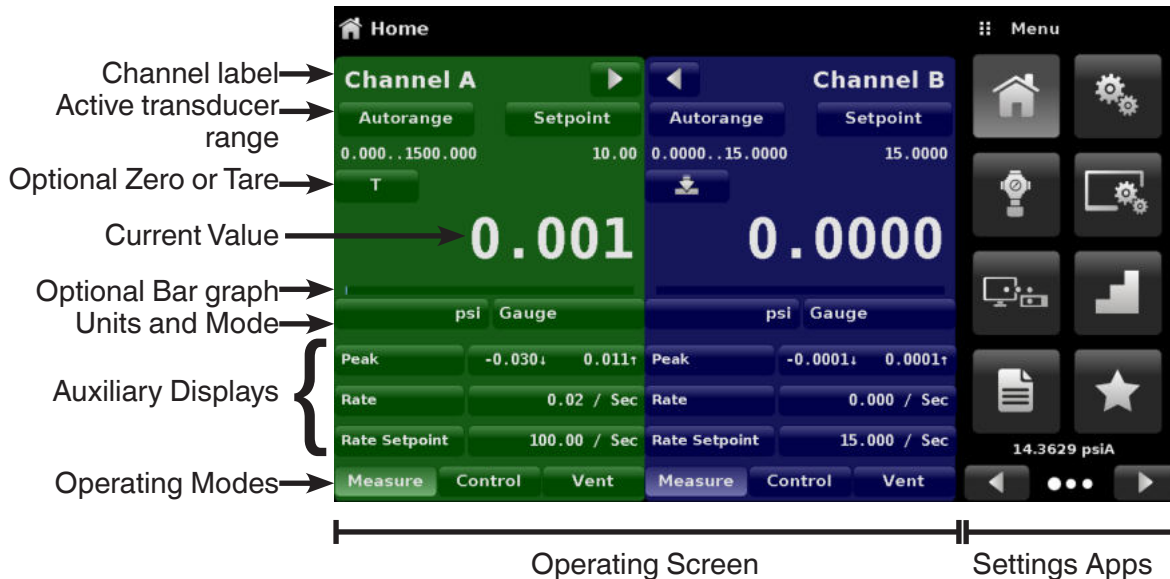 Home
Menu
Channel label
Channel A
Channel B
Active transducer
range
Autorange
Setpoint
Autorange
Setpoint
0.000..1500.000
10.00
0.0000..15.0000
15.0000
Optional Zero or Tare
T
Current Value
0.001
0.0000
Optional Bar graph
Units and Mode
psi
Gauge
psi
Gauge
Auxiliary Displays
Peak
-0.030↓
0.011↑
Peak
-0.0001↓
0.0001↑
Rate
0.02 / Sec
Rate
0.000 / Sec
Rate Setpoint
100.00 / Sec
Rate Setpoint
15.000 / Sec
14.3629 psiA
Operating Modes
Measure
Control
Vent
Measure
Control
Vent
Operating Screen
Settings Apps